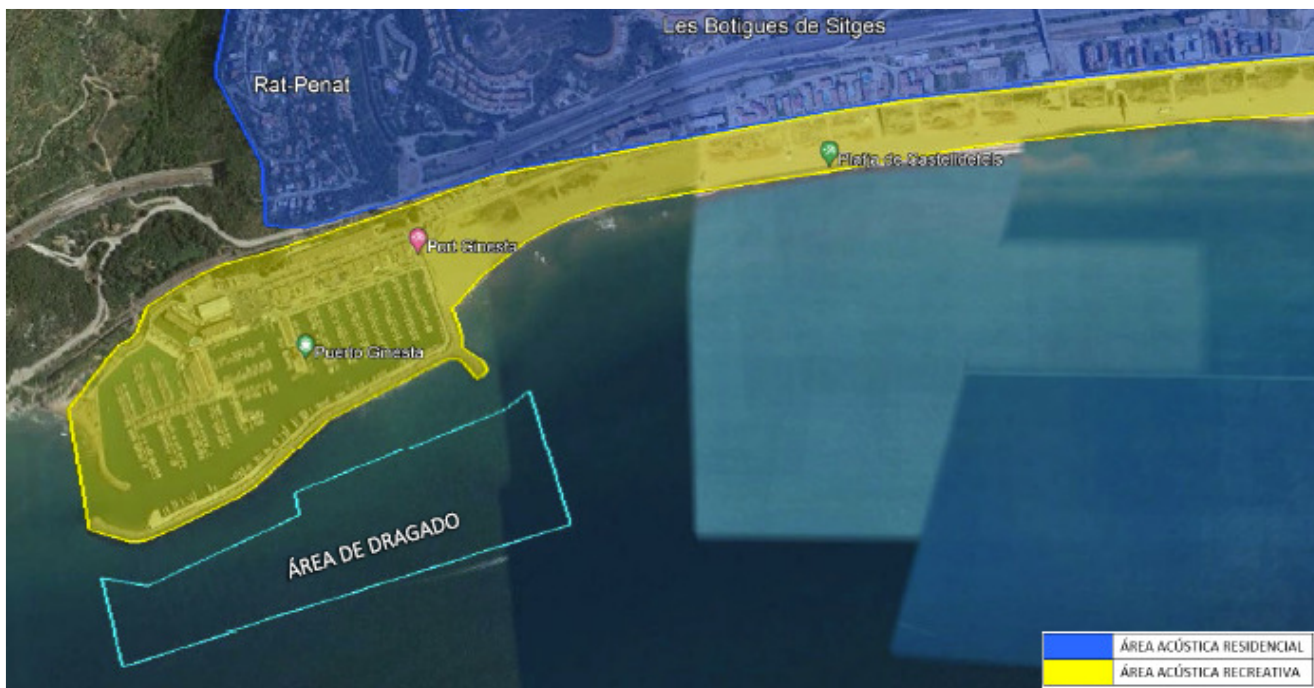 Les Botigues de Sitges
Rat-Penat
Platja de Castelldefels
Port Ginesta
Puerto Ginesta
ÁREA DE DRAGADO
ÁREA ACÚSTICA RESIDENCIAL
ÁREA ACÚSTICA RECREATIVA